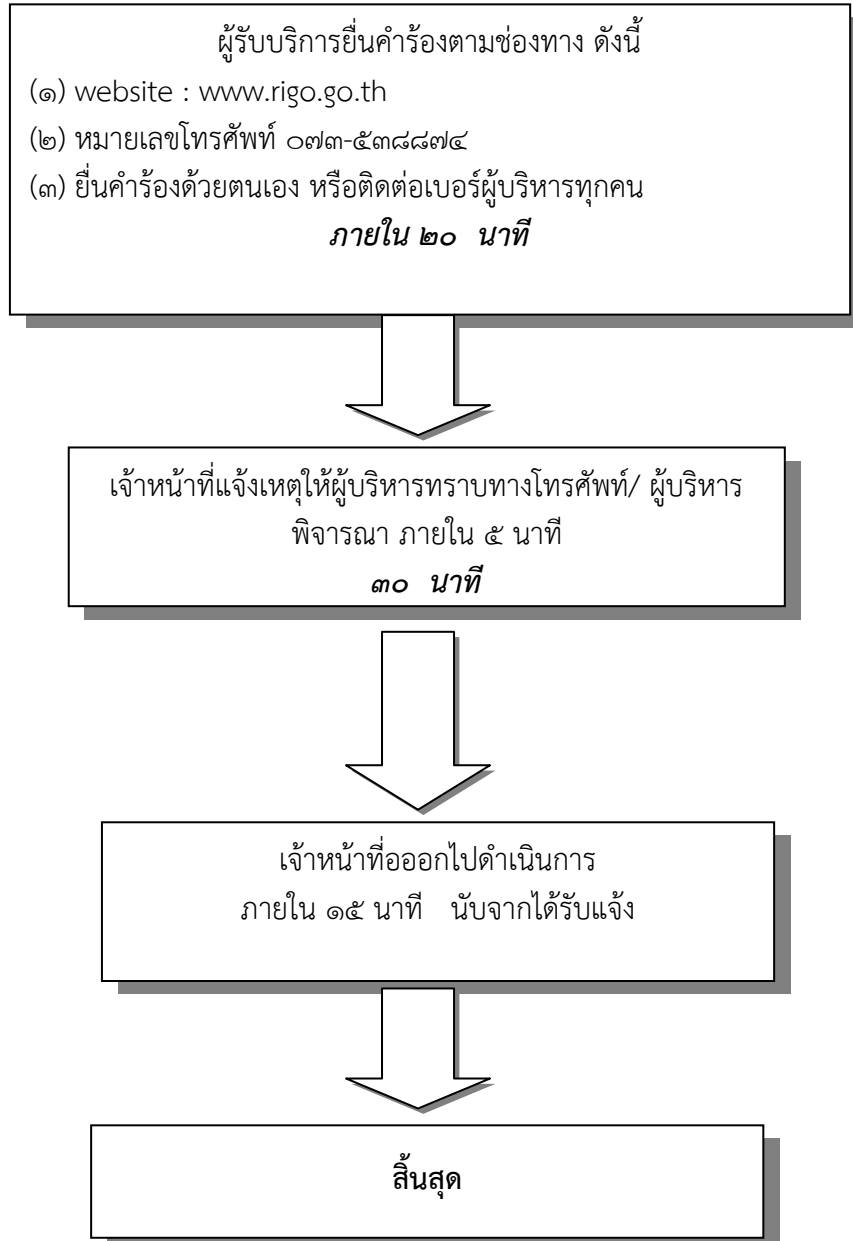 ผู้รับบริการยื่นคำร้องตามช่องทาง ดังนี้
(๑) website : www.rigo.go.th
(๒) หมายเลขโทรศัพท์ ๐๗๓-๕๓๘๘๗๔
(๓) ยื่นคำร้องด้วยตนเอง หรือติดต่อเบอร์ผู้บริหารทุกคน
ภายใน ๒๐ นาที
เจ้าหน้าที่แจ้งเหตุให้ผู้บริหารทราบทางโทรศัพท์/ ผู้บริหาร
พิจารณา ภายใน ๕ นาที
๓๐ นาที
เจ้าหน้าที่อออกไปดำเนินการ
ภายใน ๑๕ นาที นับจากได้รับแจ้ง
สิ้นสุด